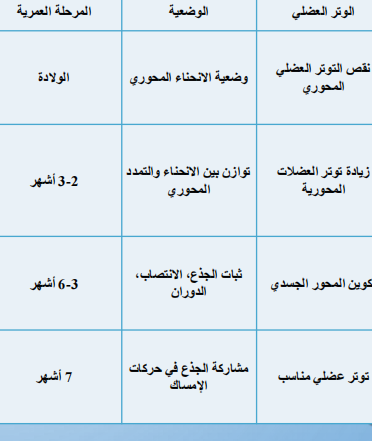 الوتر العضلي
الوضعية
المرحلة العمرية
نقص التوتر العضلي
المحوري
وضعية الانحناء المحوري
الولادة
زيادة توتر العضلات
المحورية
توازن بين الانحناء والتمدد
المحوري
2-3 أشهر
كوين المحور الجسدي
ثبات الجذع، الانتصاب،
الدوران
3-6 أشهر
توتر عضلي مناسب
مشاركة الجذع في حركات
الإمساك
7 أشهر